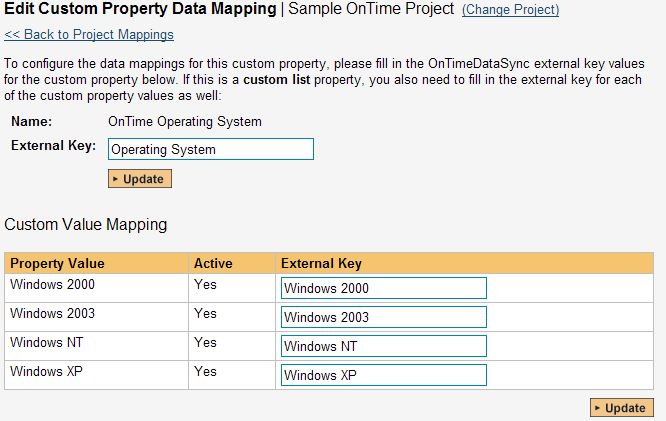 Edit Custom Property Data Mapping | Sample OnTime Project (Change Project)
<< Back to Project Mappings
To configure the data mappings for this custom property, please fill in the OnTimeDataSync external key values
for the custom property below. If this is a custom list property, you also need to fill in the external key for each
of the custom property values as well:
Name: OnTime Operating System
External Key: Operating System
Update
Custom Value Mapping
Property Value Active External Key
Windows 2000 Yes Windows 2000
Windows 2003 Yes Windows 2003
Windows NT Yes Windows NT
Windows XP Yes Windows XP
Update